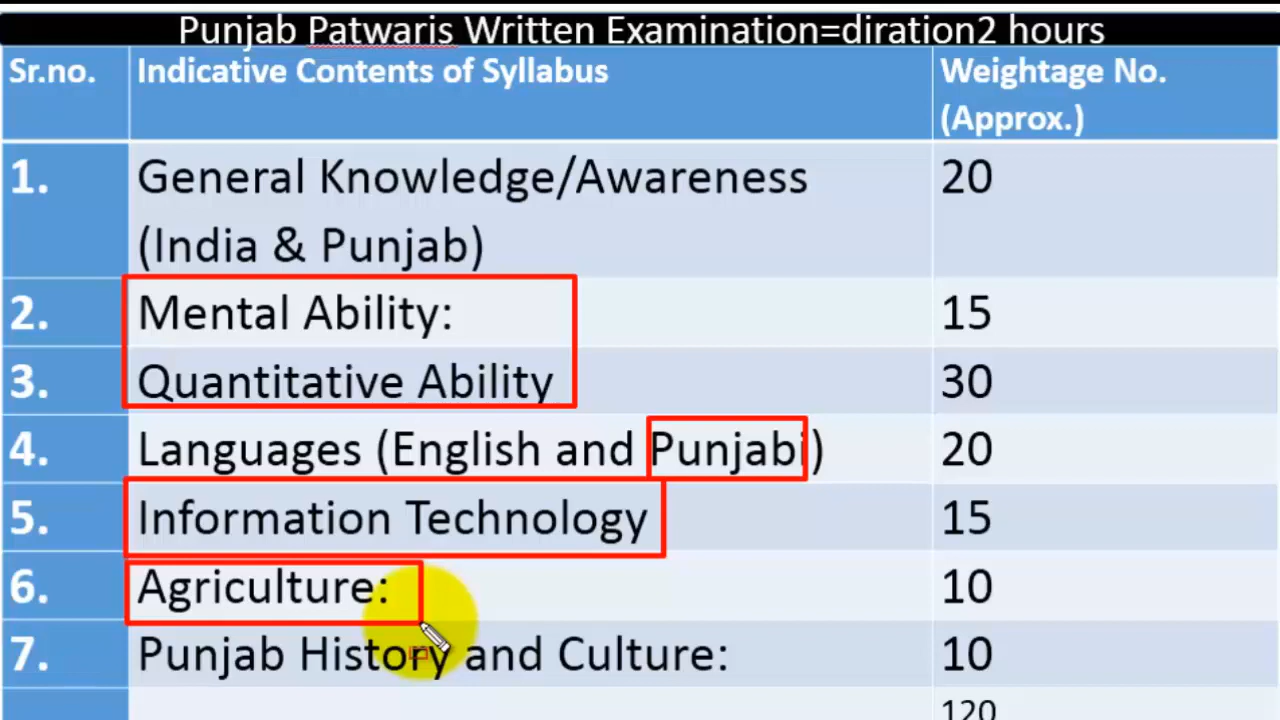 Punjab Patwaris Written Examination=diration2 hours
Sr.no. Indicative Contents of Syllabus Weightage No. (Approx.)
1. General Knowledge/Awareness (India & Punjab) 20
2. Mental Ability: 15
3. Quantitative Ability 30
4. Languages (English and Punjabi) 20
5. Information Technology 15
6. Agriculture: 10
7. Punjab History and Culture: 10
120